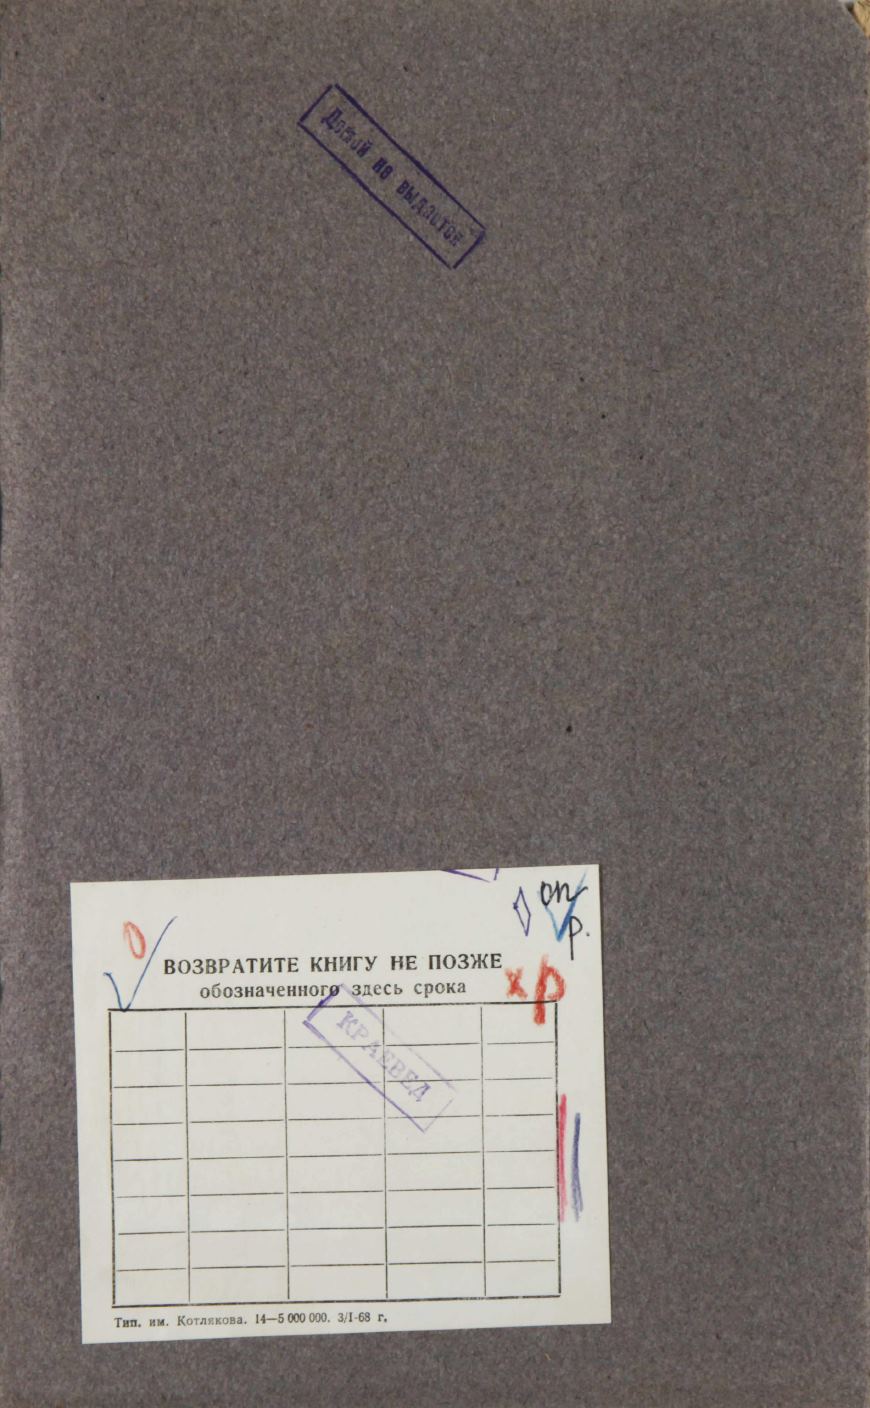 Домой не выдается
оп
р.
о
ВОЗВРАТИТЕ КНИГУ НЕ ПОЗЖЕ
обозначенного здесь срока
хр
КРАЕВЕД
Тип. им. Котлякова. 14—5 000 000. 3/I-68 г.